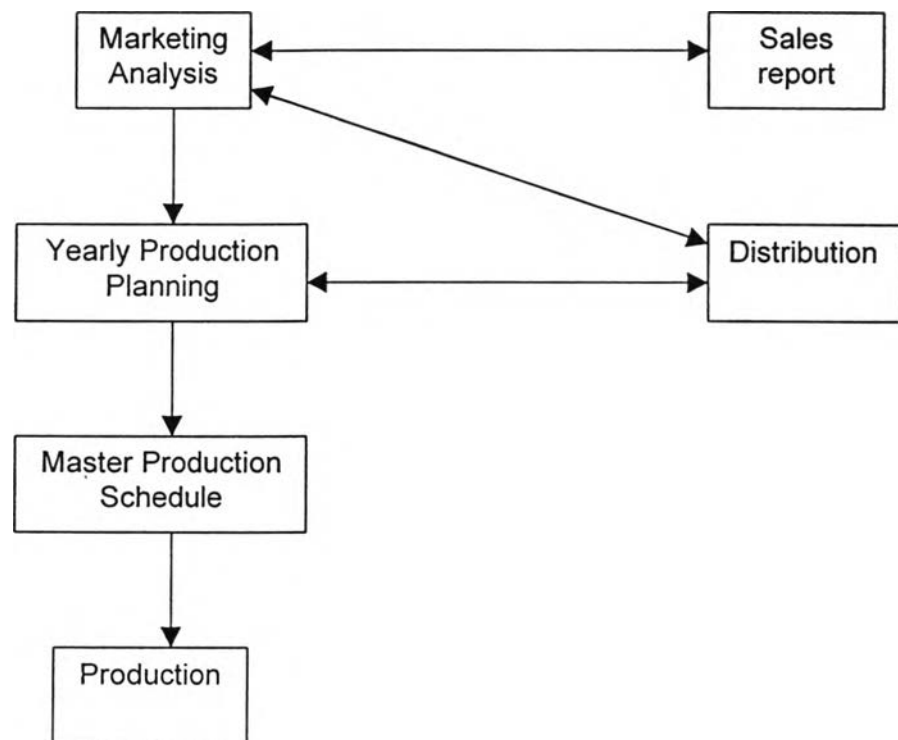 Marketing
Analysis
Sales
report
Yearly Production
Planning
Distribution
Master Production
Schedule
Production